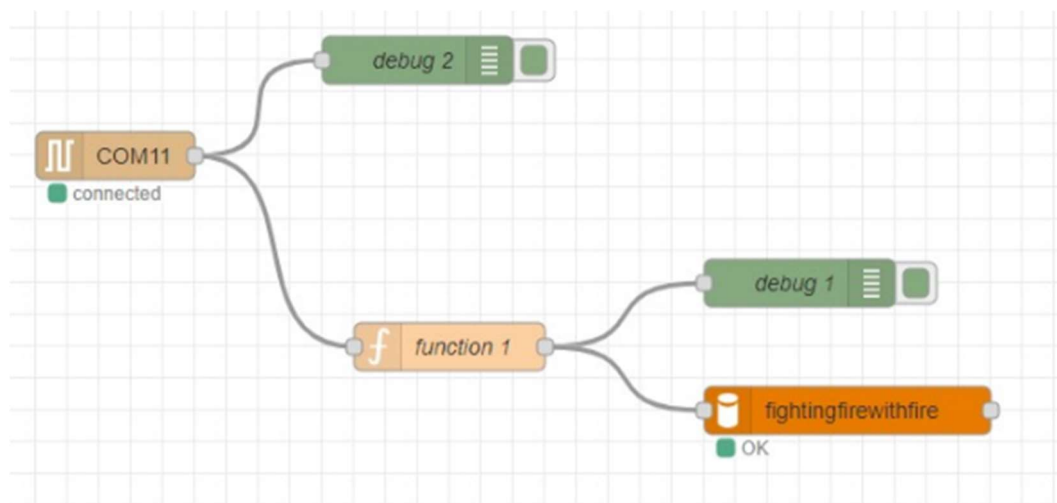 debug 2
COM11
connected
debug 1
function 1
fightingfirewithfire
OK